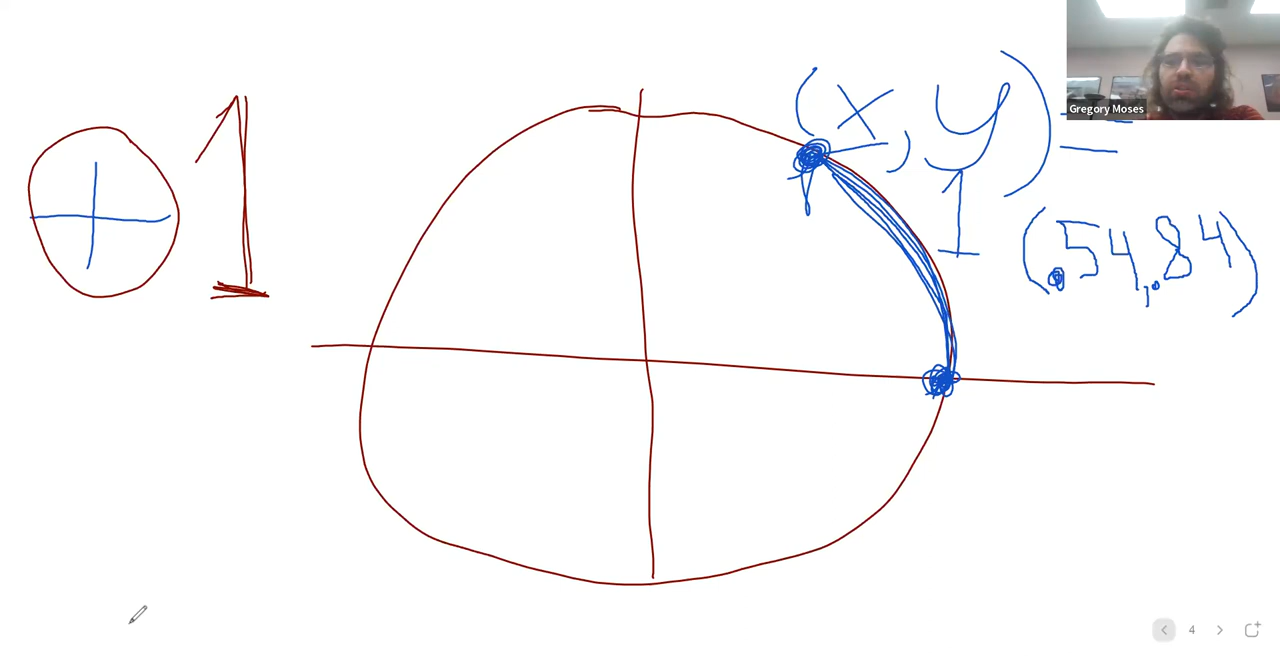 Gregory Moses
1
(x, y) =
1
(.54, .84)
4